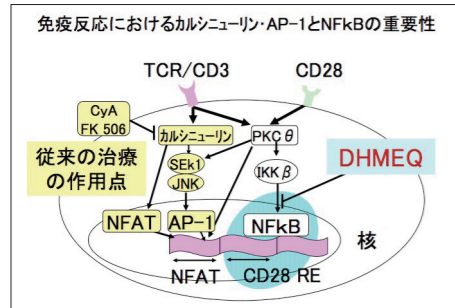 免疫反応におけるカルシニューリン・AP-1とNFkBの重要性
TCR/CD3
CD28
CyA
FK 506
カルシニューリン
PKC θ
従来の治療
の作用点
SEk1
JNK
IKK β
DHMEQ
NFAT
AP-1
NFkB
核
NFAT
CD28 RE